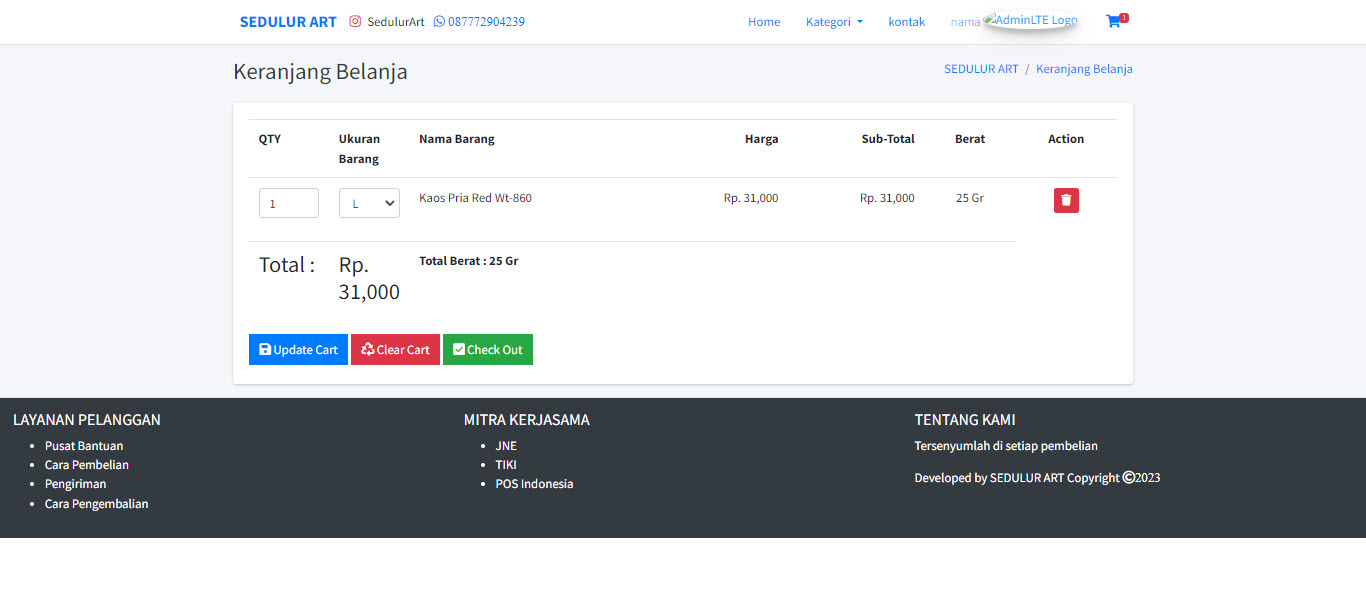 SEDULUR ART SedulurArt 087772904239 Home Kategori kontak nama AdminLTE Logo 1
Keranjang Belanja
SEDULUR ART / Keranjang Belanja
QTY Ukuran Barang Nama Barang Harga Sub-Total Berat Action
1 L Kaos Pria Red Wt-860 Rp. 31,000 Rp. 31,000 25 Gr
Total : Rp. 31,000 Total Berat : 25 Gr
Update Cart Clear Cart Check Out
LAYANAN PELANGGAN
Pusat Bantuan
Cara Pembelian
Pengiriman
Cara Pengembalian
MITRA KERJASAMA
JNE
TIKI
POS Indonesia
TENTANG KAMI
Tersenyumlah di setiap pembelian
Developed by SEDULUR ART Copyright ©2023